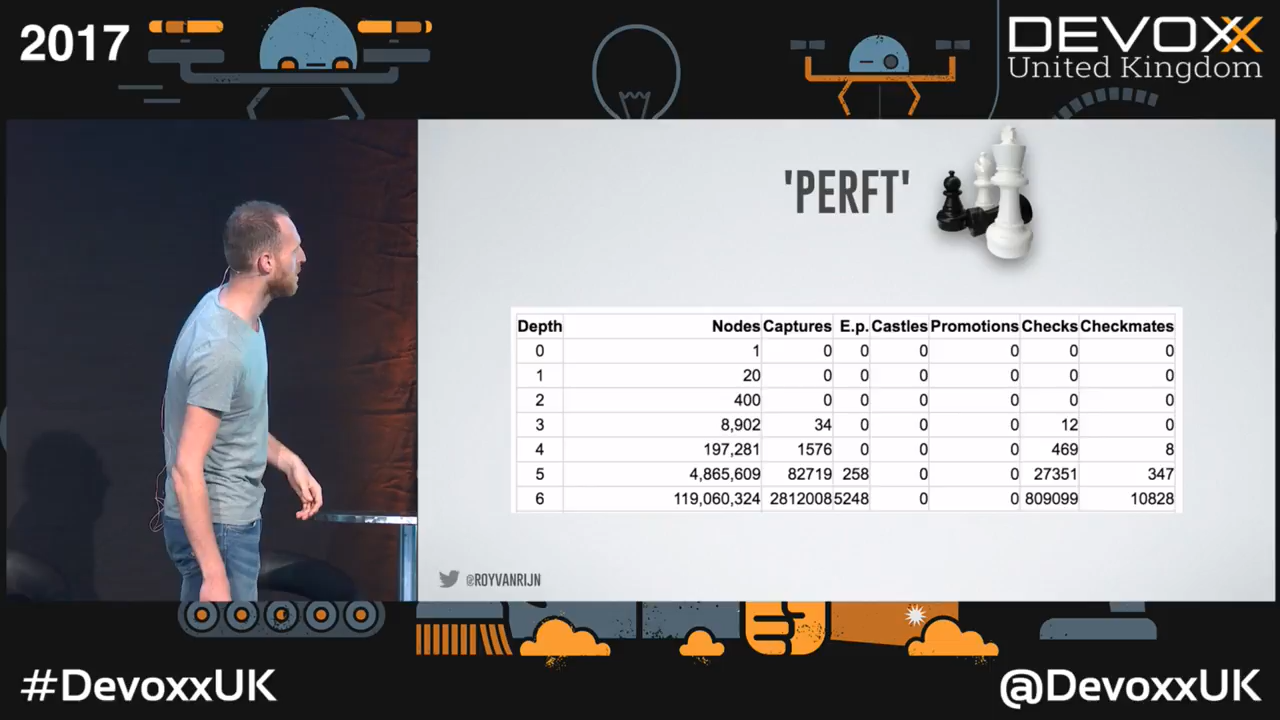 2017
DEVOXX
United Kingdom
'PERFT'
Depth Nodes Captures E.p. Castles Promotions Checks Checkmates
0 1 0 0 0 0 0 0
1 20 0 0 0 0 0 0
2 400 0 0 0 0 0 0
3 8,902 34 0 0 0 12 0
4 197,281 1576 0 0 0 469 8
5 4,865,609 82719 258 0 0 27351 347
6 119,060,324 2812008 5248 0 0 809099 10828
@ROYVANRIJN
#DevoxxUK
@DevoxxUK